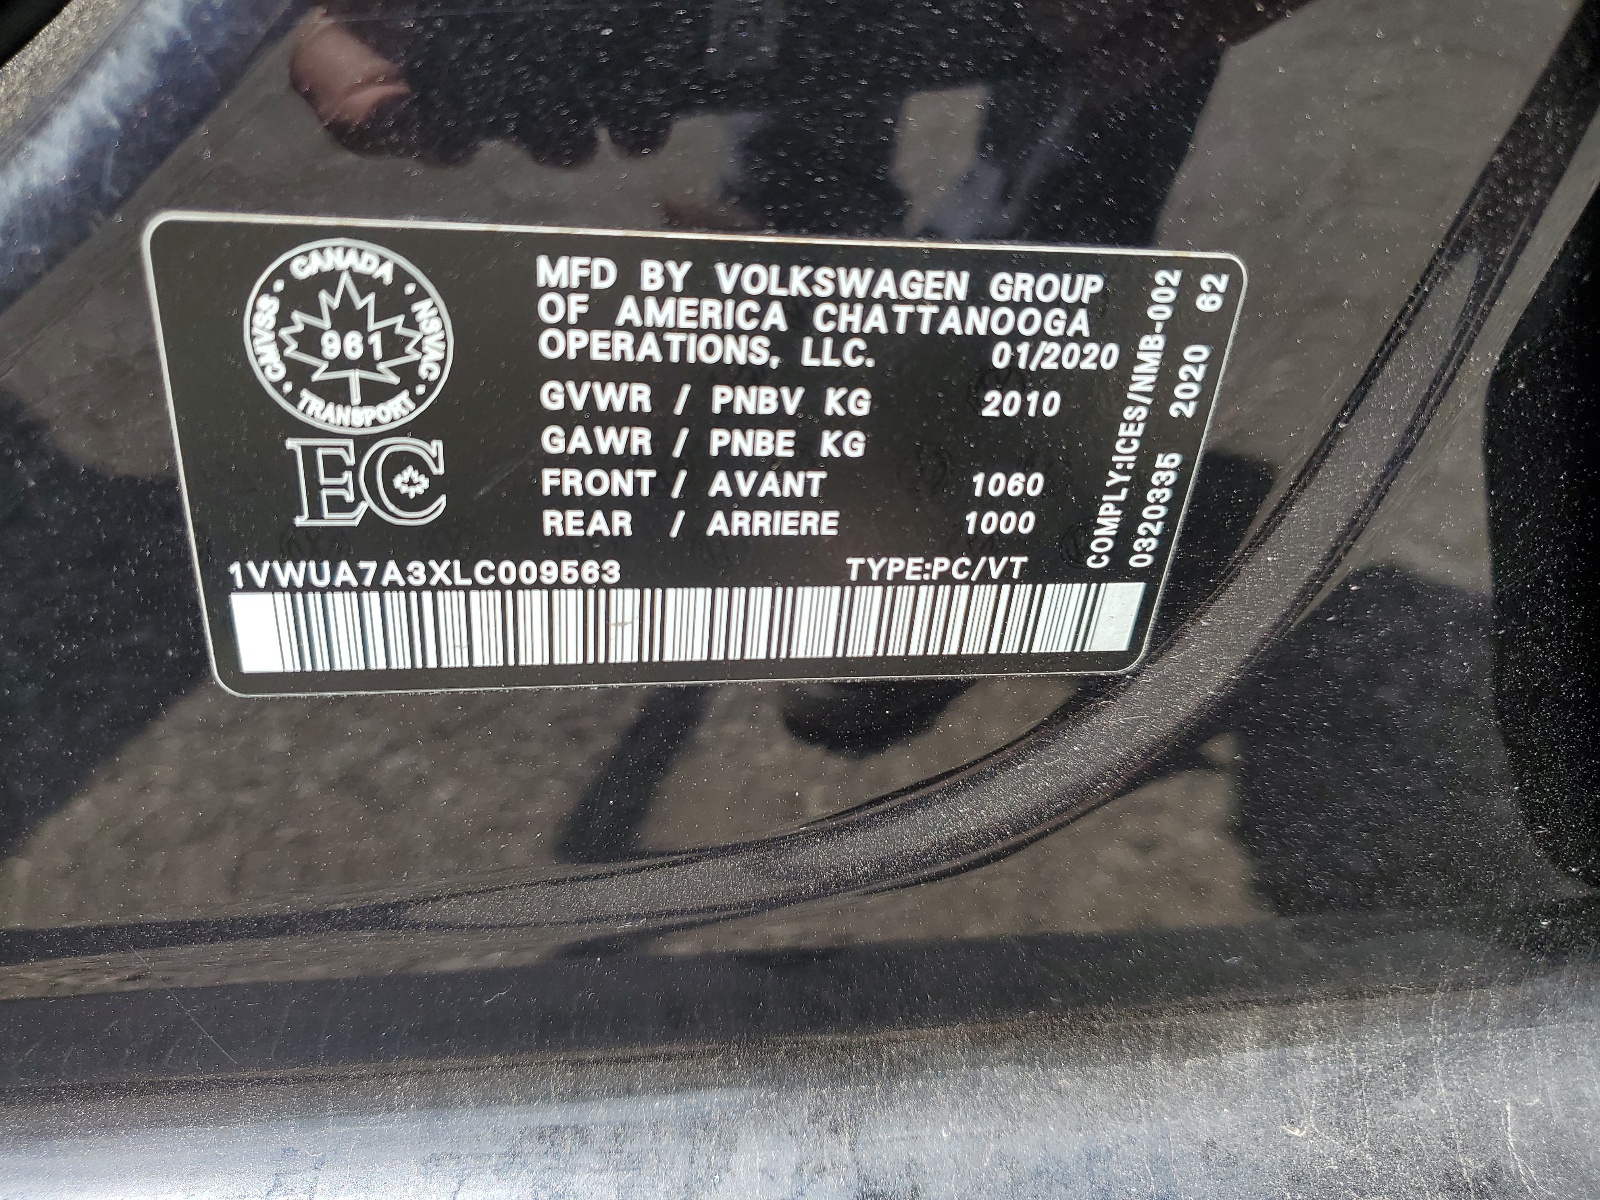 CANADA
CMVSS · NSVAC
961
TRANSPORT
EC
MFD BY VOLKSWAGEN GROUP
OF AMERICA CHATTANOOGA
OPERATIONS, LLC. 01/2020
GVWR / PNBV KG 2010
GAWR / PNBE KG
FRONT / AVANT 1060
REAR / ARRIERE 1000
1VWUA7A3XLC009563 TYPE:PC/VT
COMPLY:ICES/NMB-002
0320335 2020 62